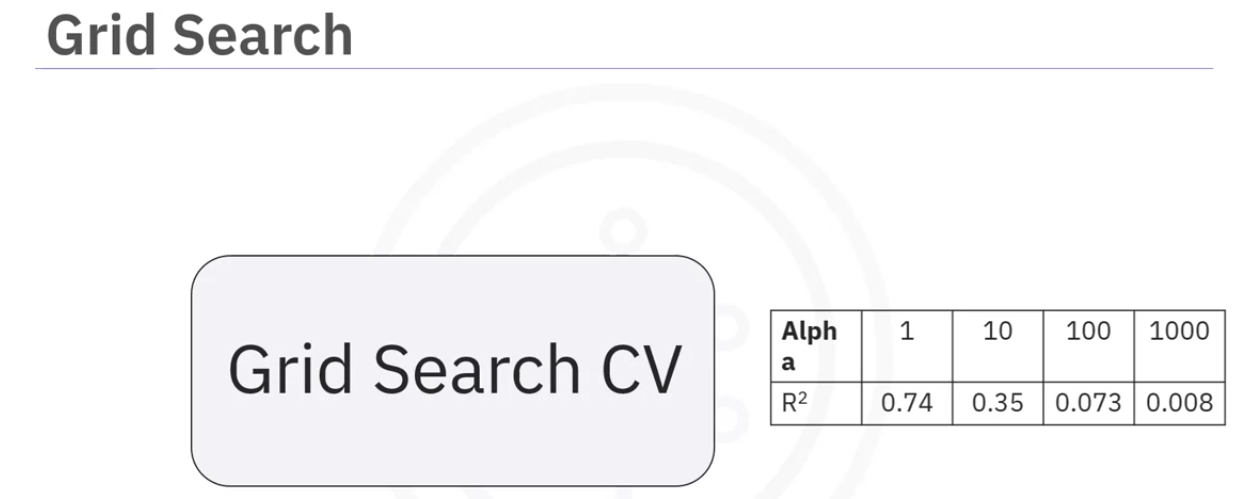 Grid Search
Grid Search CV
Alph
a
1 10 100 1000
R² 0.74 0.35 0.073 0.008